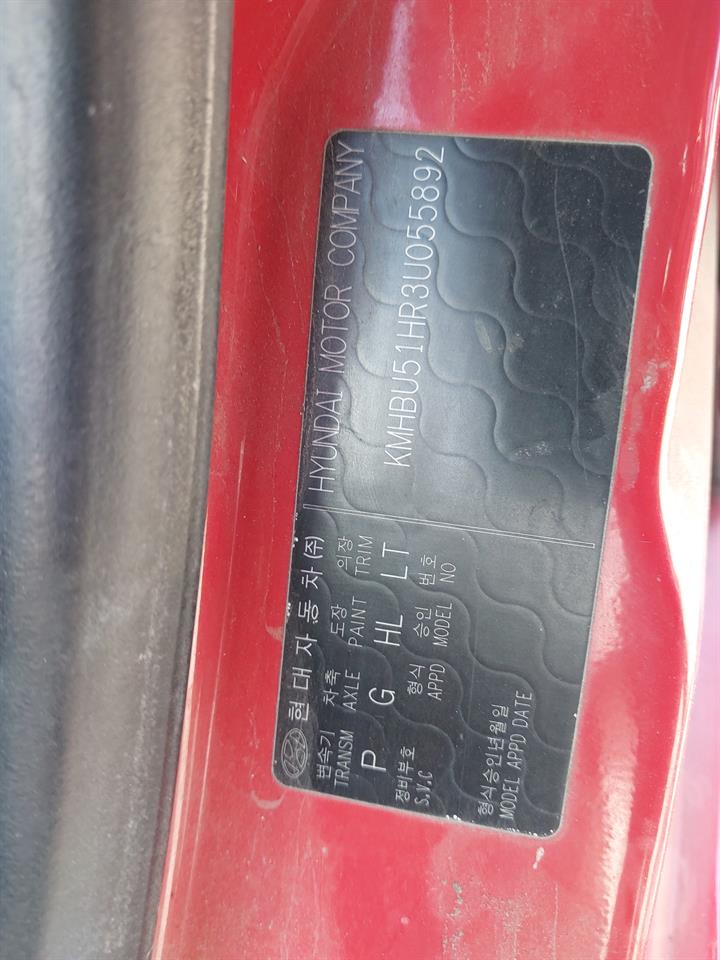 현대자동차(주) HYUNDAI MOTOR COMPANY
변속기 차축 도장 의장
TRANSM AXLE PAINT TRIM
P G HL LT
KMHBU51HR3U055892
정비부호 형식 승인 번호
S.V.C APPD MODEL NO
형식승인년월일
MODEL APPD DATE